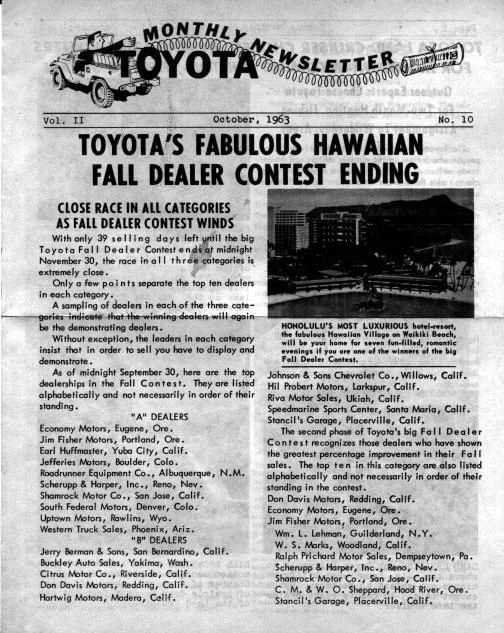 MONTHLY NEWSLETTER
TOYOTA
Vol. II October, 1963 No. 10
TOYOTA'S FABULOUS HAWAIIAN
FALL DEALER CONTEST ENDING
CLOSE RACE IN ALL CATEGORIES
AS FALL DEALER CONTEST WINDS
With only 39 selling days left until the big
Toyota Fall Dealer Contest ends at midnight
November 30, the race in all three categories is
extremely close.
Only a few points separate the top ten dealers
in each category.
A sampling of dealers in each of the three cate-
gories indicate that the winning dealers will again
be the demonstrating dealers.
Without exception, the leaders in each category
insist that in order to sell you have to display and
demonstrate.
As of midnight September 30, here are the top
dealerships in the Fall Contest. They are listed
alphabetically and not necessarily in order of their
standing.
"A" DEALERS
Economy Motors, Eugene, Ore.
Jim Fisher Motors, Portland, Ore.
Earl Huffmaster, Yuba City, Calif.
Jefferies Motors, Boulder, Colo.
Roadrunner Equipment Co., Albuquerque, N.M.
Scherupp & Harper, Inc., Reno, Nev.
Shamrock Motor Co., San Jose, Calif.
South Federal Motors, Denver, Colo.
Uptown Motors, Rawlins, Wyo.
Western Truck Sales, Phoenix, Ariz.
"B" DEALERS
Jerry Berman & Sons, San Bernardino, Calif.
Buckley Auto Sales, Yakima, Wash.
Citrus Motor Co., Riverside, Calif.
Don Davis Motors, Redding, Calif.
Hartwig Motors, Madera, Calif.
HONOLULU'S MOST LUXURIOUS hotel-resort,
the fabulous Hawaiian Village on Waikiki Beach,
will be your home for seven fun-filled, romantic
evenings if you are one of the winners of the big
Fall Dealer Contest.
Johnson & Sons Chevrolet Co., Willows, Calif.
Hil Probert Motors, Larkspur, Calif.
Riva Motor Sales, Ukiah, Calif.
Speedmarine Sports Center, Santa Maria, Calif.
Stancil's Garage, Placerville, Calif.
The second phase of Toyota's big Fall Dealer
Contest recognizes those dealers who have shown
the greatest percentage improvement in their Fall
sales. The top ten in this category are also listed
alphabetically and not necessarily in order of their
standing in the contest.
Don Davis Motors, Redding, Calif.
Economy Motors, Eugene, Ore.
Jim Fisher Motors, Portland, Ore.
Wm. L. Lehman, Guilderland, N.Y.
W. S. Marks, Woodland, Calif.
Ralph Prichard Motor Sales, Dempseytown, Pa.
Scherupp & Harper, Inc., Reno, Nev.
Shamrock Motor Co., San Jose, Calif.
C. M. & W. O. Sheppard, Hood River, Ore.
Stancil's Garage, Placerville, Calif.